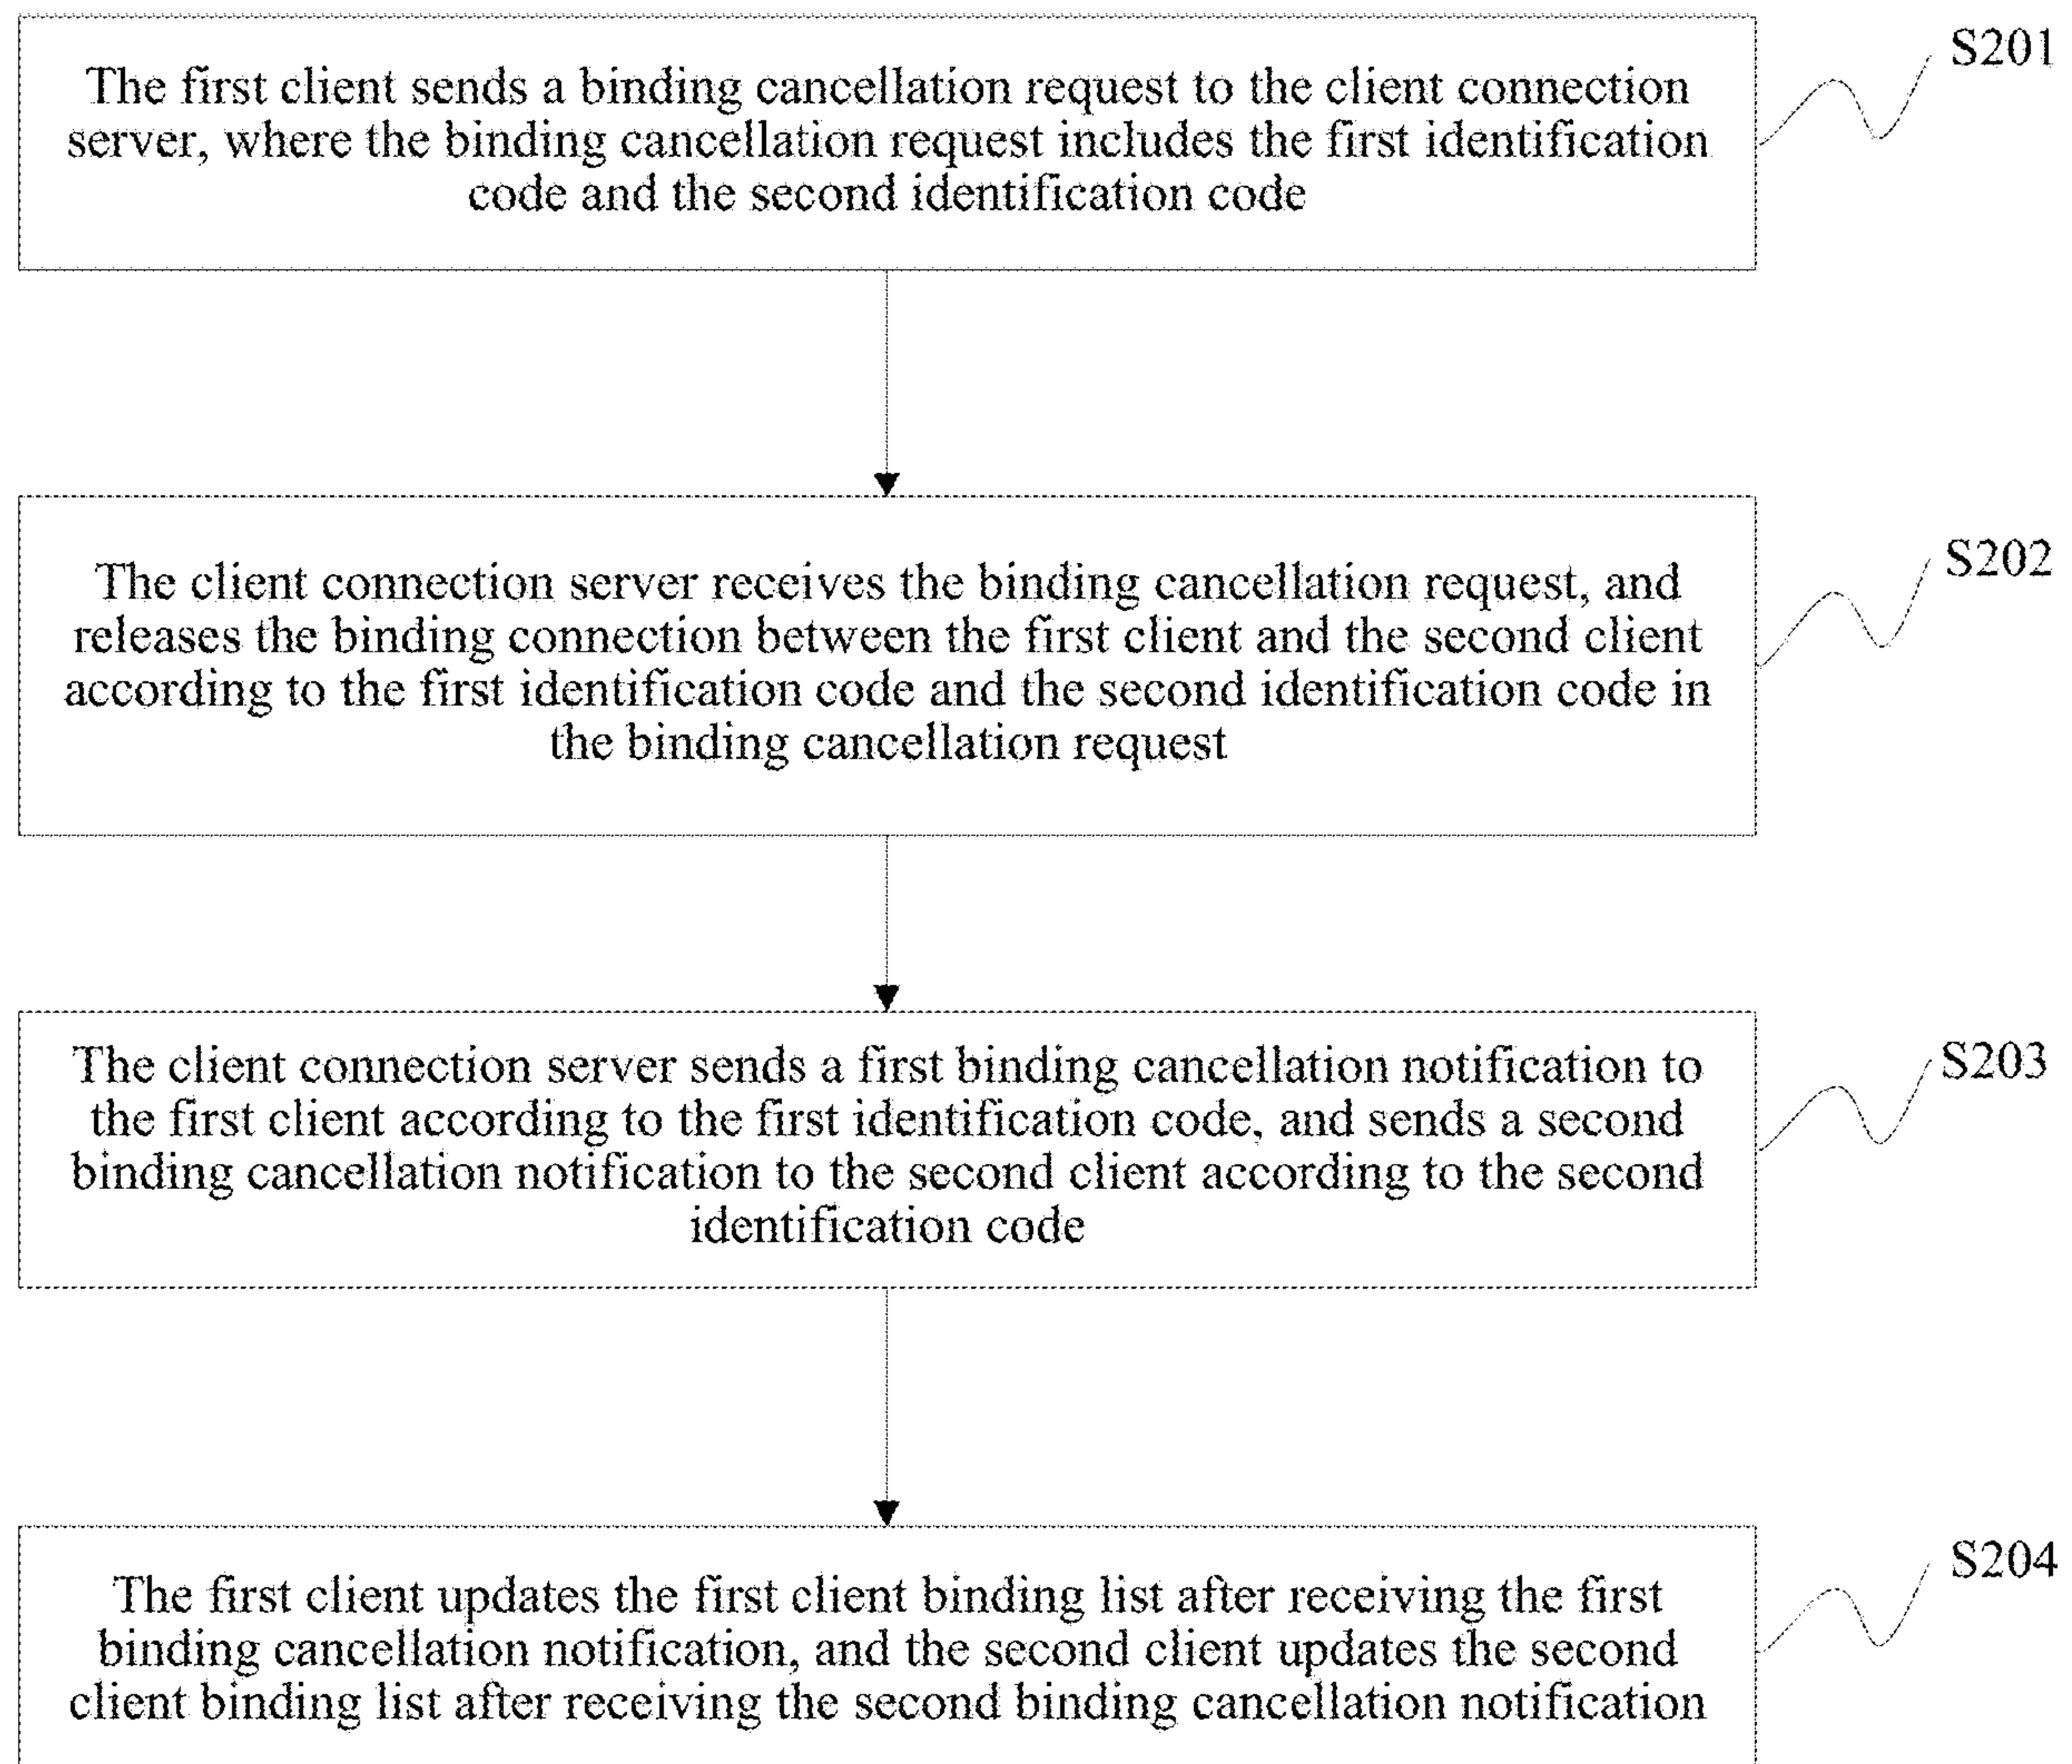 The first client sends a binding cancellation request to the client connection
server, where the binding cancellation request includes the first identification
code and the second identification code
S201
The client connection server receives the binding cancellation request, and
releases the binding connection between the first client and the second client
according to the first identification code and the second identification code in
the binding cancellation request
S202
The client connection server sends a first binding cancellation notification to
the first client according to the first identification code, and sends a second
binding cancellation notification to the second client according to the second
identification code
S203
The first client updates the first client binding list after receiving the first
binding cancellation notification, and the second client updates the second
client binding list after receiving the second binding cancellation notification
S204